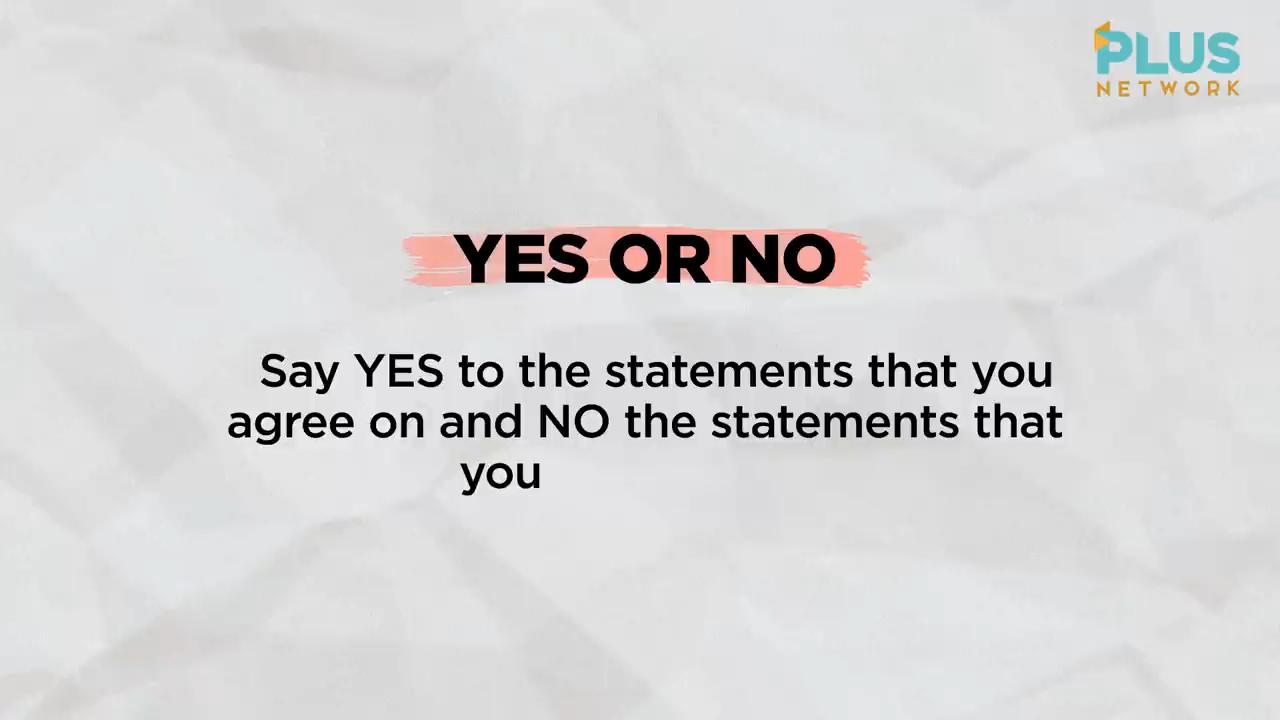 PLUS
NETWORK
YES OR NO
Say YES to the statements that you
agree on and NO the statements that
you